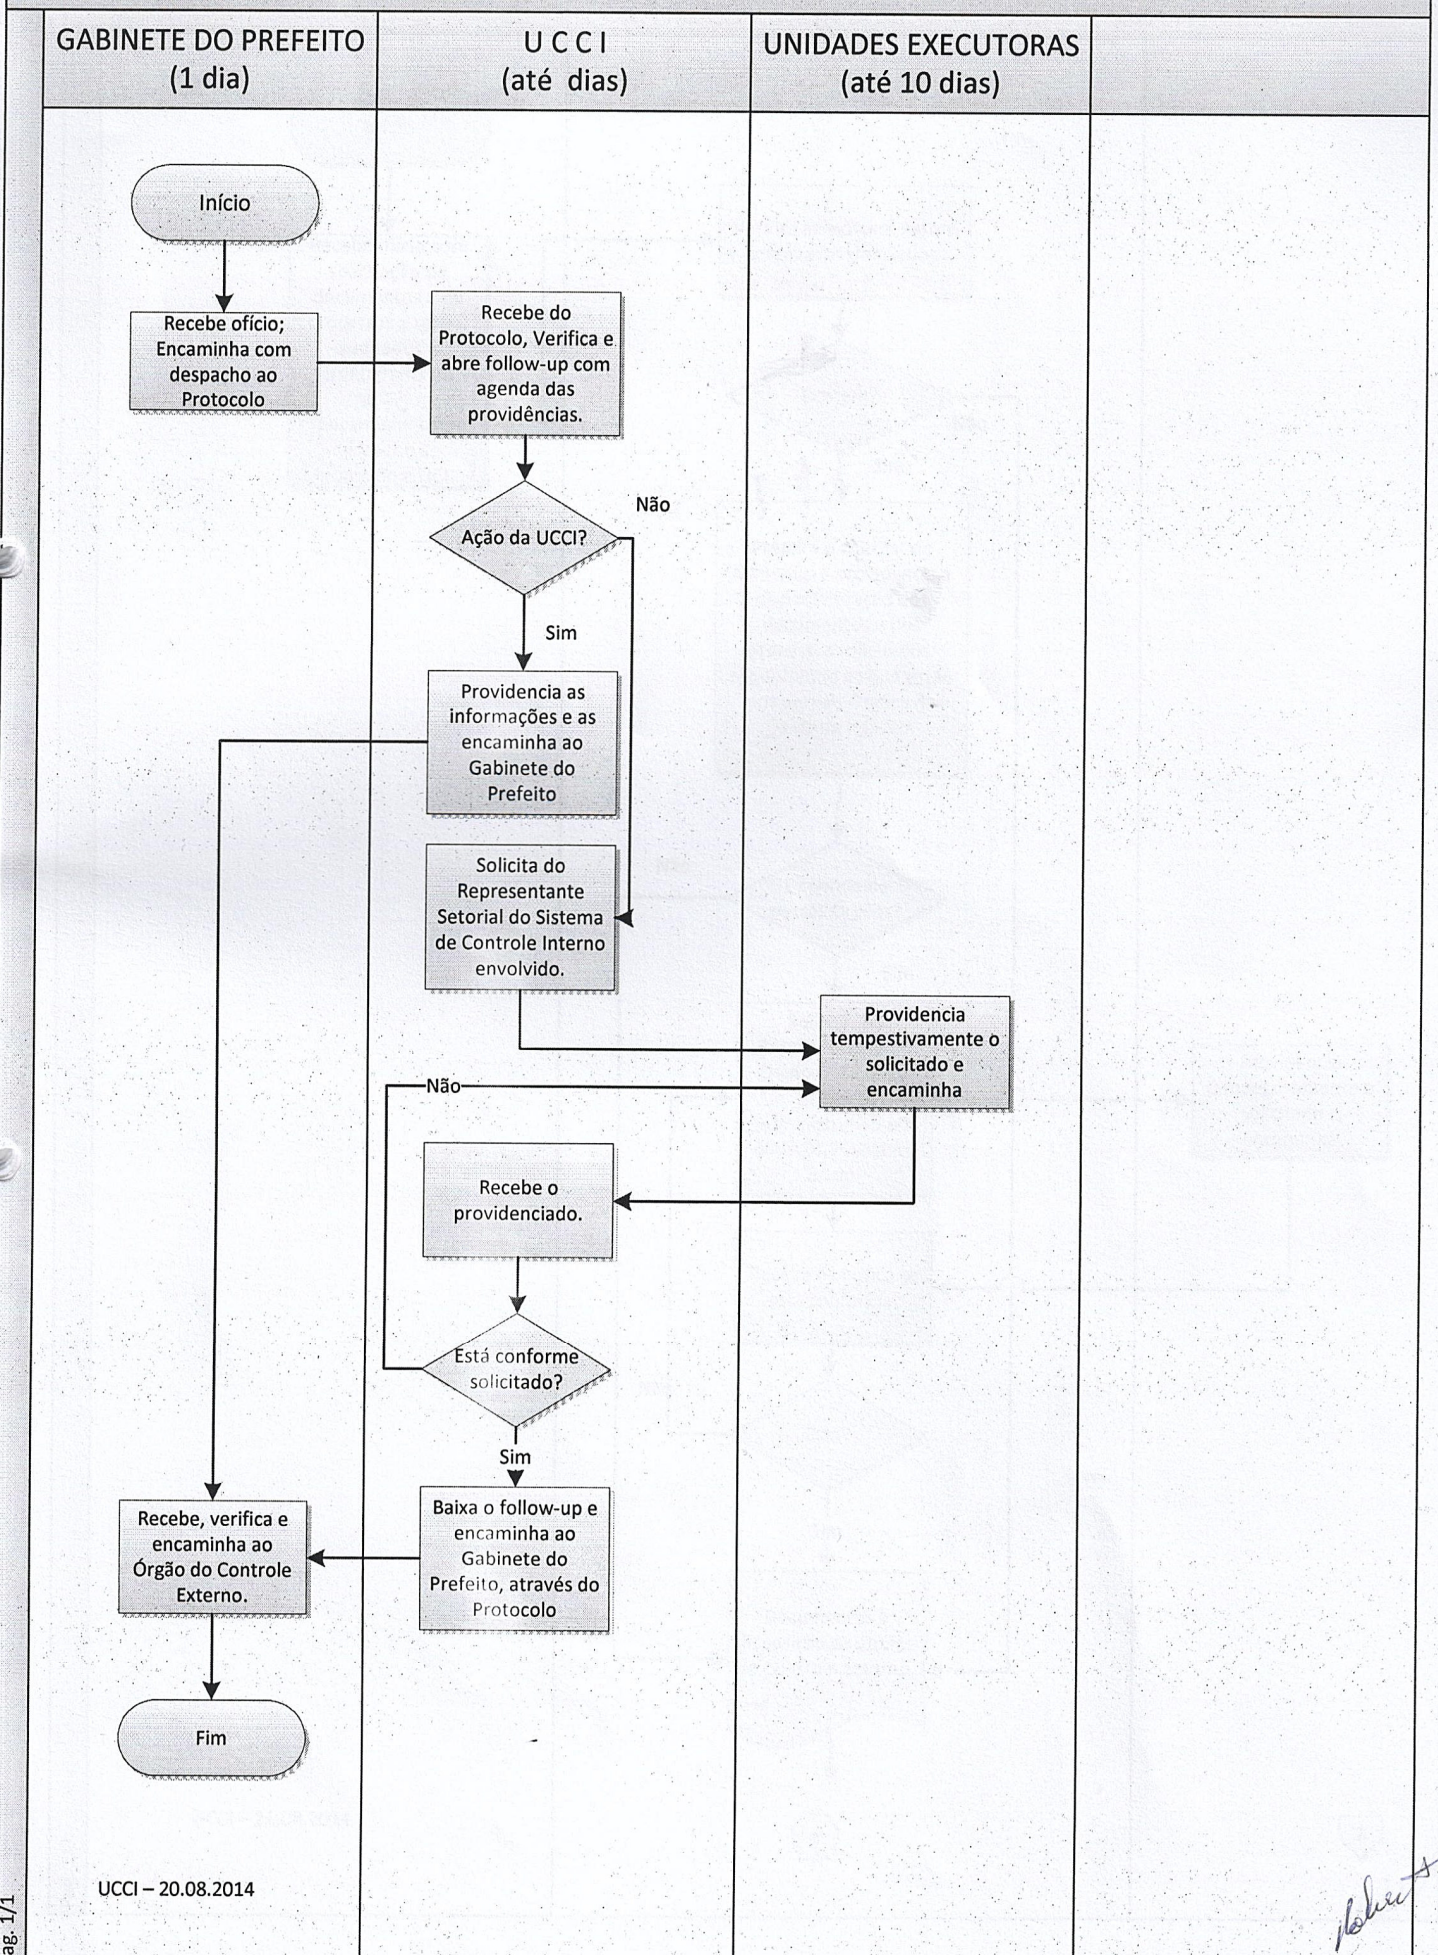 GABINETE DO PREFEITO
(1 dia)
U C C I
(até dias)
UNIDADES EXECUTORAS
(até 10 dias)
Início
Recebe ofício;
Encaminha com
despacho ao
Protocolo
Recebe do
Protocolo, Verifica e
abre follow-up com
agenda das
providências.
Ação da UCCI?
Não
Sim
Providencia as
informações e as
encaminha ao
Gabinete do
Prefeito
Solicita do
Representante
Setorial do Sistema
de Controle Interno
envolvido.
Providencia
tempestivamente o
solicitado e
encaminha
Não
Recebe o
providenciado.
Está conforme
solicitado?
Sim
Baixa o follow-up e
encaminha ao
Gabinete do
Prefeito, através do
Protocolo
Recebe, verifica e
encaminha ao
Órgão do Controle
Externo.
Fim
UCCI – 20.08.2014
ag. 1/1